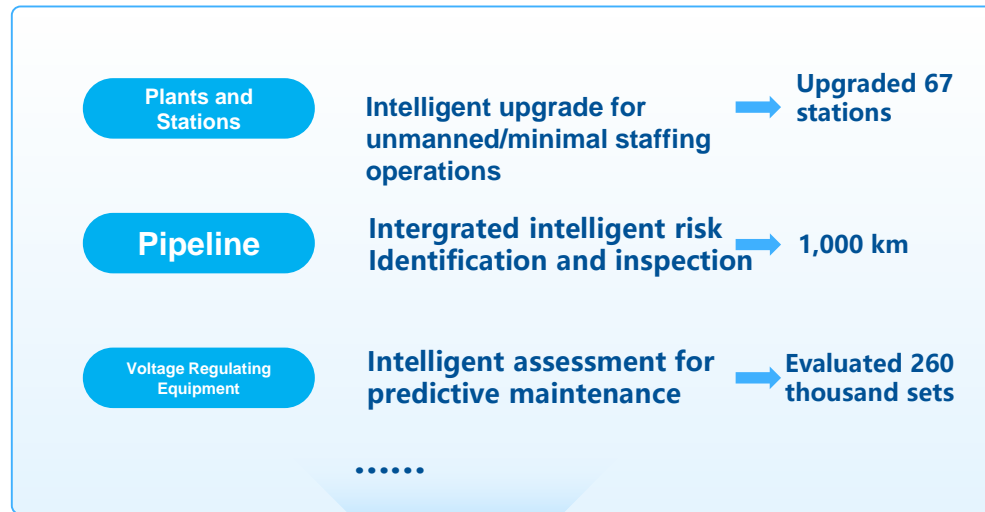 Plants and
Stations
Intelligent upgrade for
unmanned/minimal staffing
operations
Upgraded 67
stations
Pipeline
Intergrated intelligent risk
Identification and inspection
1,000 km
Voltage Regulating
Equipment
Intelligent assessment for
predictive maintenance
Evaluated 260
thousand sets
......